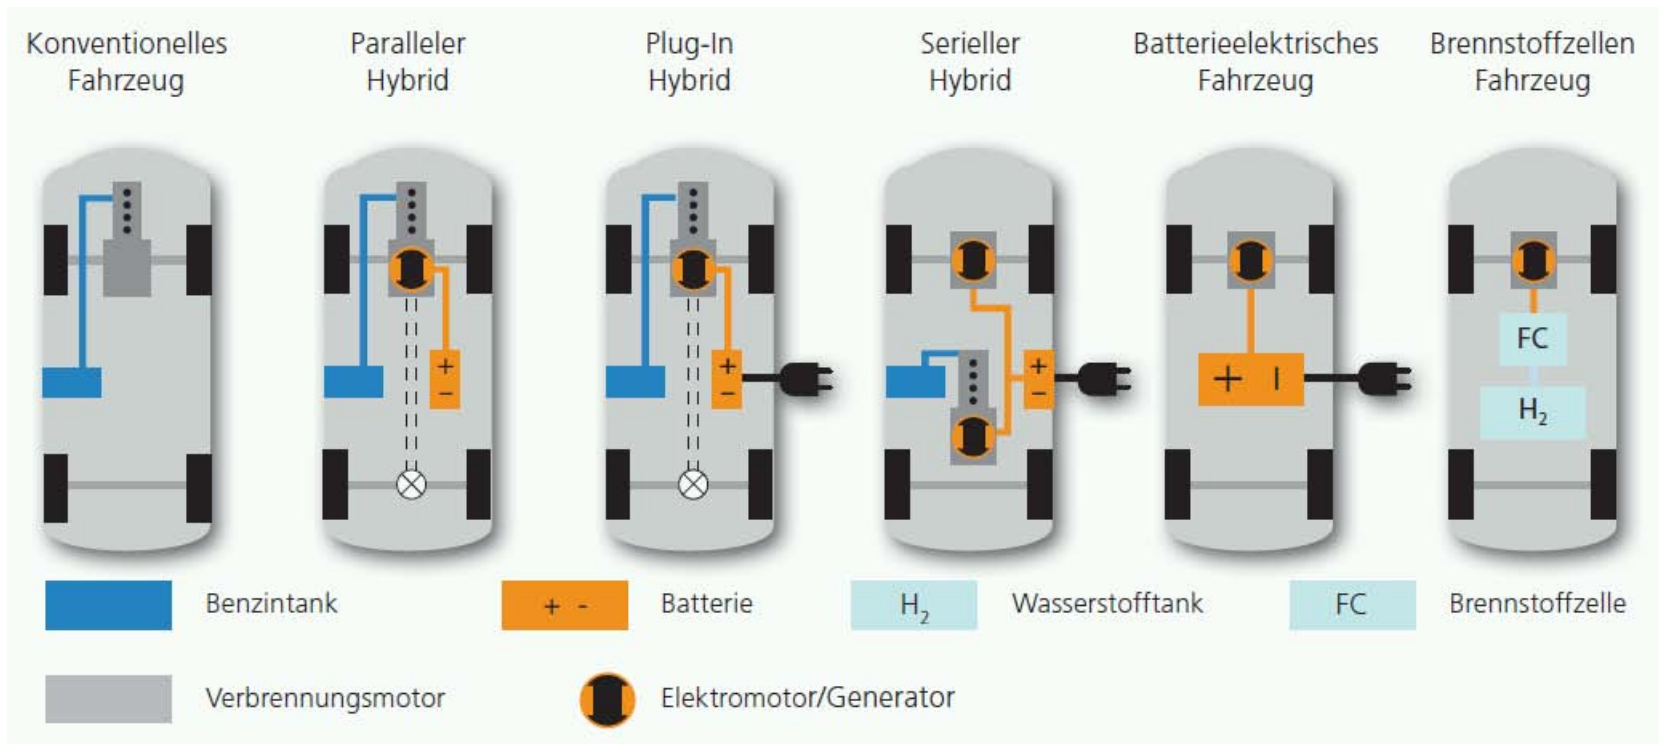 Konventionelles
Fahrzeug
Paralleler
Hybrid
Plug-In
Hybrid
Serieller
Hybrid
Batterieelektrisches
Fahrzeug
Brennstoffzellen
Fahrzeug
+
-
+
-
+
-
+ -
FC
H₂
Benzintank
+ -
Batterie
H₂
Wasserstofftank
FC
Brennstoffzelle
Verbrennungsmotor
Elektromotor/Generator